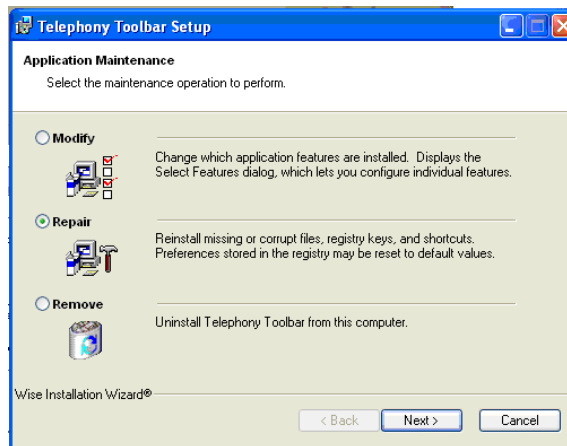 Telephony Toolbar Setup
Application Maintenance
Select the maintenance operation to perform.
Modify
Change which application features are installed. Displays the
Select Features dialog, which lets you configure individual features.
Repair
Reinstall missing or corrupt files, registry keys, and shortcuts.
Preferences stored in the registry may be reset to default values.
Remove
Uninstall Telephony Toolbar from this computer.
Wise Installation Wizard®
< Back Next > Cancel